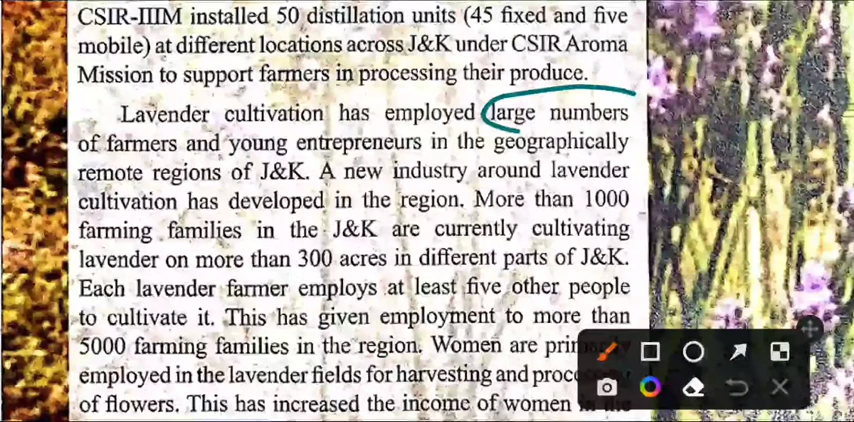 CSIR-IIIM installed 50 distillation units (45 fixed and five
mobile) at different locations across J&K under CSIR Aroma
Mission to support farmers in processing their produce.
Lavender cultivation has employed large numbers
of farmers and young entrepreneurs in the geographically
remote regions of J&K. A new industry around lavender
cultivation has developed in the region. More than 1000
farming families in the J&K are currently cultivating
lavender on more than 300 acres in different parts of J&K.
Each lavender farmer employs at least five other people
to cultivate it. This has given employment to more than
5000 farming families in the region. Women are primarily
employed in the lavender fields for harvesting and
of flowers. This has increased the income of women